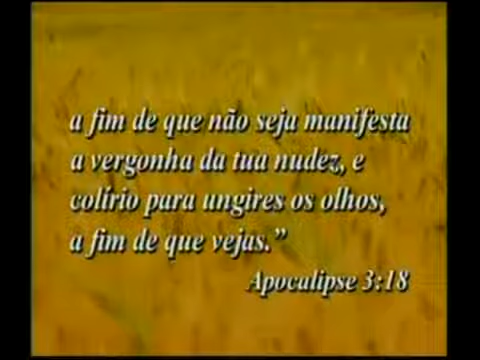 a fim de que não seja manifesta
a vergonha da tua nudez, e
colírio para ungires os olhos,
a fim de que vejas.”
Apocalipse 3:18